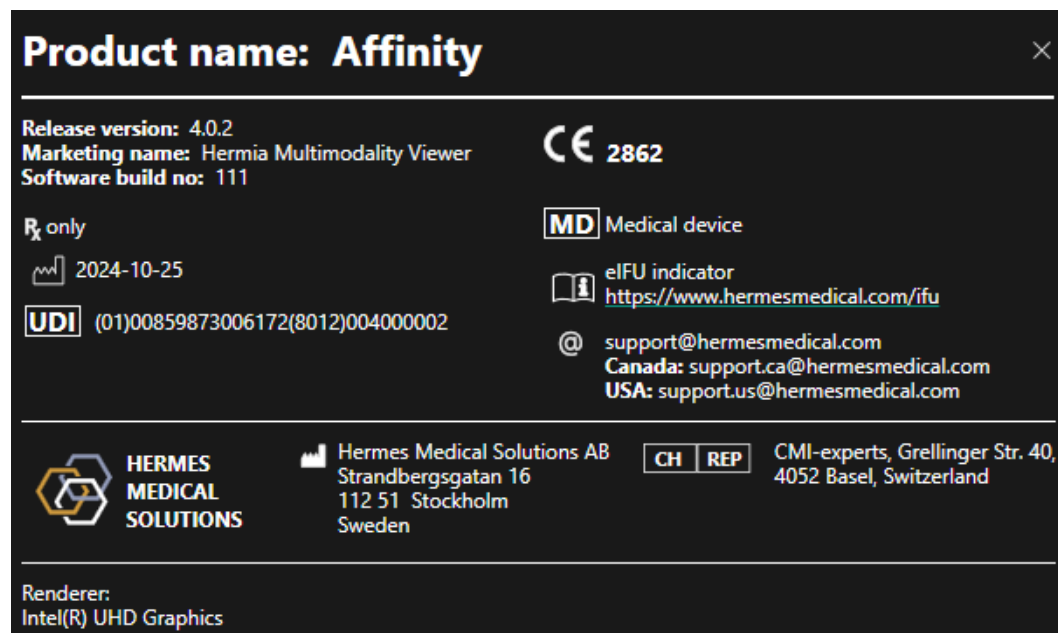 Product name: Affinity
Release version: 4.0.2
Marketing name: Hermia Multimodality Viewer
Software build no: 111
CE 2862
Rx only
MD Medical device
2024-10-25
eIFU indicator
https://www.hermesmedical.com/ifu
UDI (01)00859873006172(8012)004000002
@ support@hermesmedical.com
Canada: support.ca@hermesmedical.com
USA: support.us@hermesmedical.com
HERMES
MEDICAL
SOLUTIONS
Hermes Medical Solutions AB
Strandbergsgatan 16
112 51 Stockholm
Sweden
CH REP
CMI-experts, Grellinger Str. 40,
4052 Basel, Switzerland
Renderer:
Intel(R) UHD Graphics